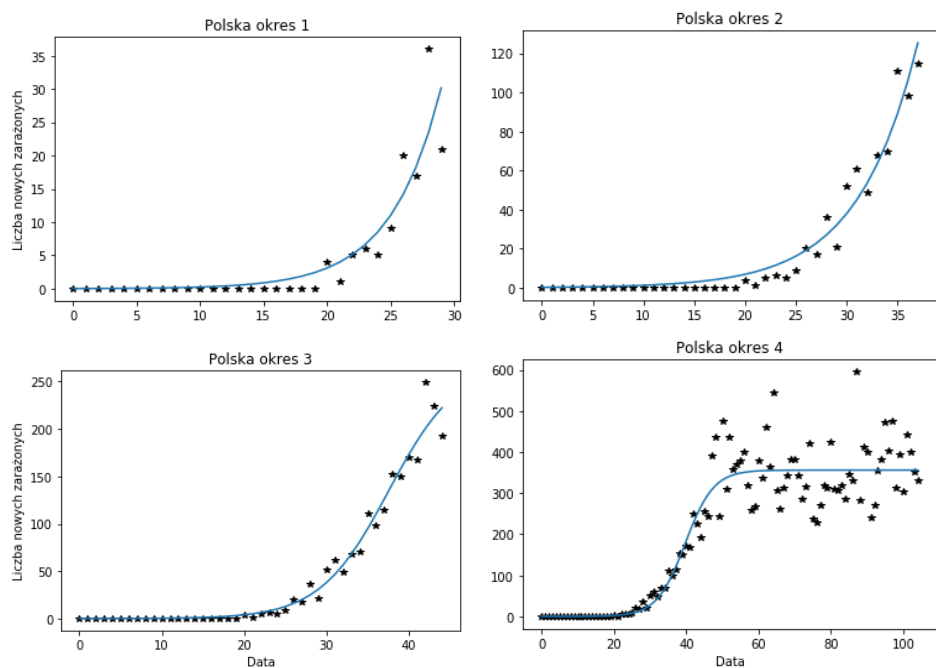 Polska okres 1
Liczba nowych zarażonych
35
30
25
20
15
10
5
0
0 5 10 15 20 25 30
Polska okres 2
120
100
80
60
40
20
0
0 5 10 15 20 25 30 35
Polska okres 3
Liczba nowych zarażonych
250
200
150
100
50
0
0 10 20 30 40
Data
Polska okres 4
600
500
400
300
200
100
0
0 20 40 60 80 100
Data